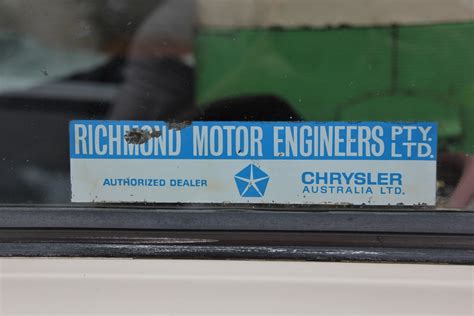 RICHMOND MOTOR ENGINEERS PTY. LTD.
AUTHORIZED DEALER
CHRYSLER
AUSTRALIA LTD.